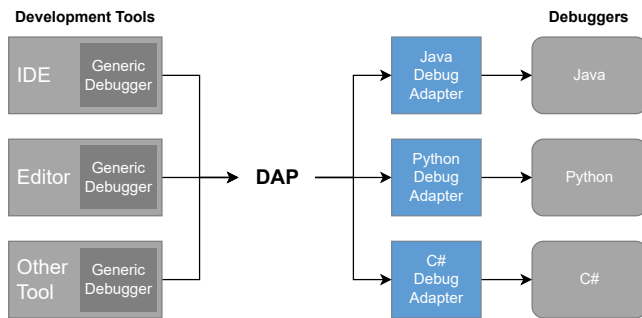 Development Tools
Debuggers
IDE
Generic
Debugger
Java
Debug
Adapter
Java
Editor
Generic
Debugger
DAP
Python
Debug
Adapter
Python
Other
Tool
Generic
Debugger
C#
Debug
Adapter
C#